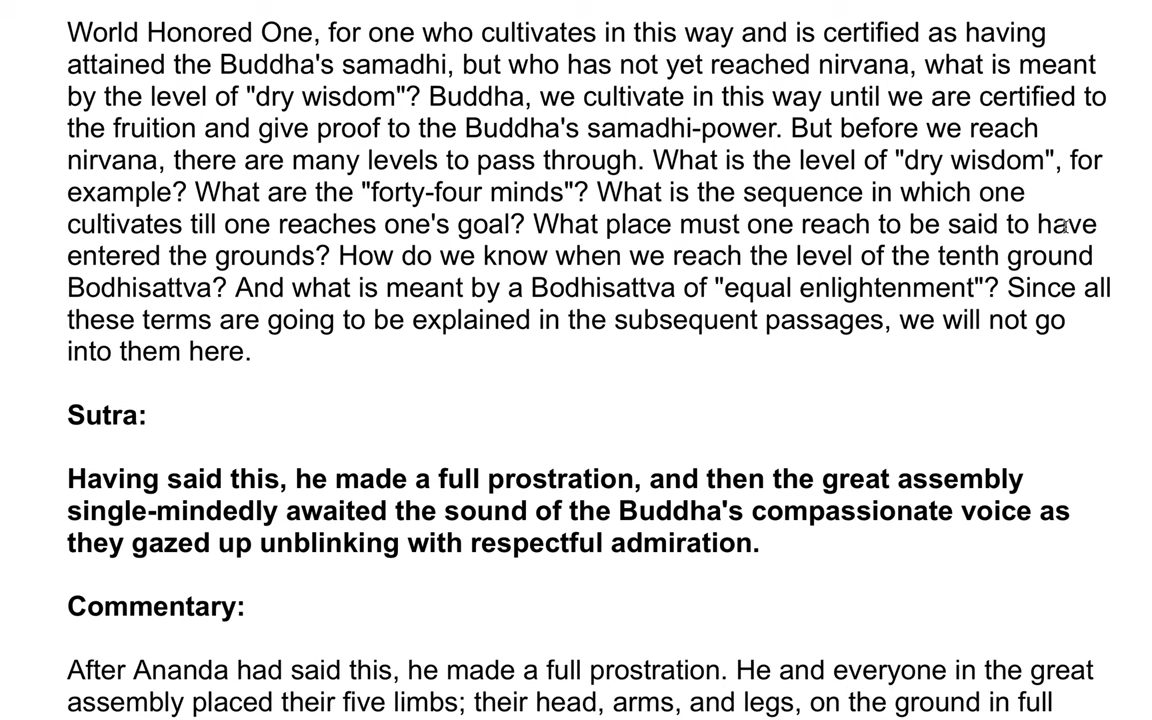 World Honored One, for one who cultivates in this way and is certified as having
attained the Buddha's samadhi, but who has not yet reached nirvana, what is meant
by the level of "dry wisdom"? Buddha, we cultivate in this way until we are certified to
the fruition and give proof to the Buddha's samadhi-power. But before we reach
nirvana, there are many levels to pass through. What is the level of "dry wisdom", for
example? What are the "forty-four minds"? What is the sequence in which one
cultivates till one reaches one's goal? What place must one reach to be said to have
entered the grounds? How do we know when we reach the level of the tenth ground
Bodhisattva? And what is meant by a Bodhisattva of "equal enlightenment"? Since all
these terms are going to be explained in the subsequent passages, we will not go
into them here.
Sutra:
Having said this, he made a full prostration, and then the great assembly
single-mindedly awaited the sound of the Buddha's compassionate voice as
they gazed up unblinking with respectful admiration.
Commentary:
After Ananda had said this, he made a full prostration. He and everyone in the great
assembly placed their five limbs; their head, arms, and legs, on the ground in full